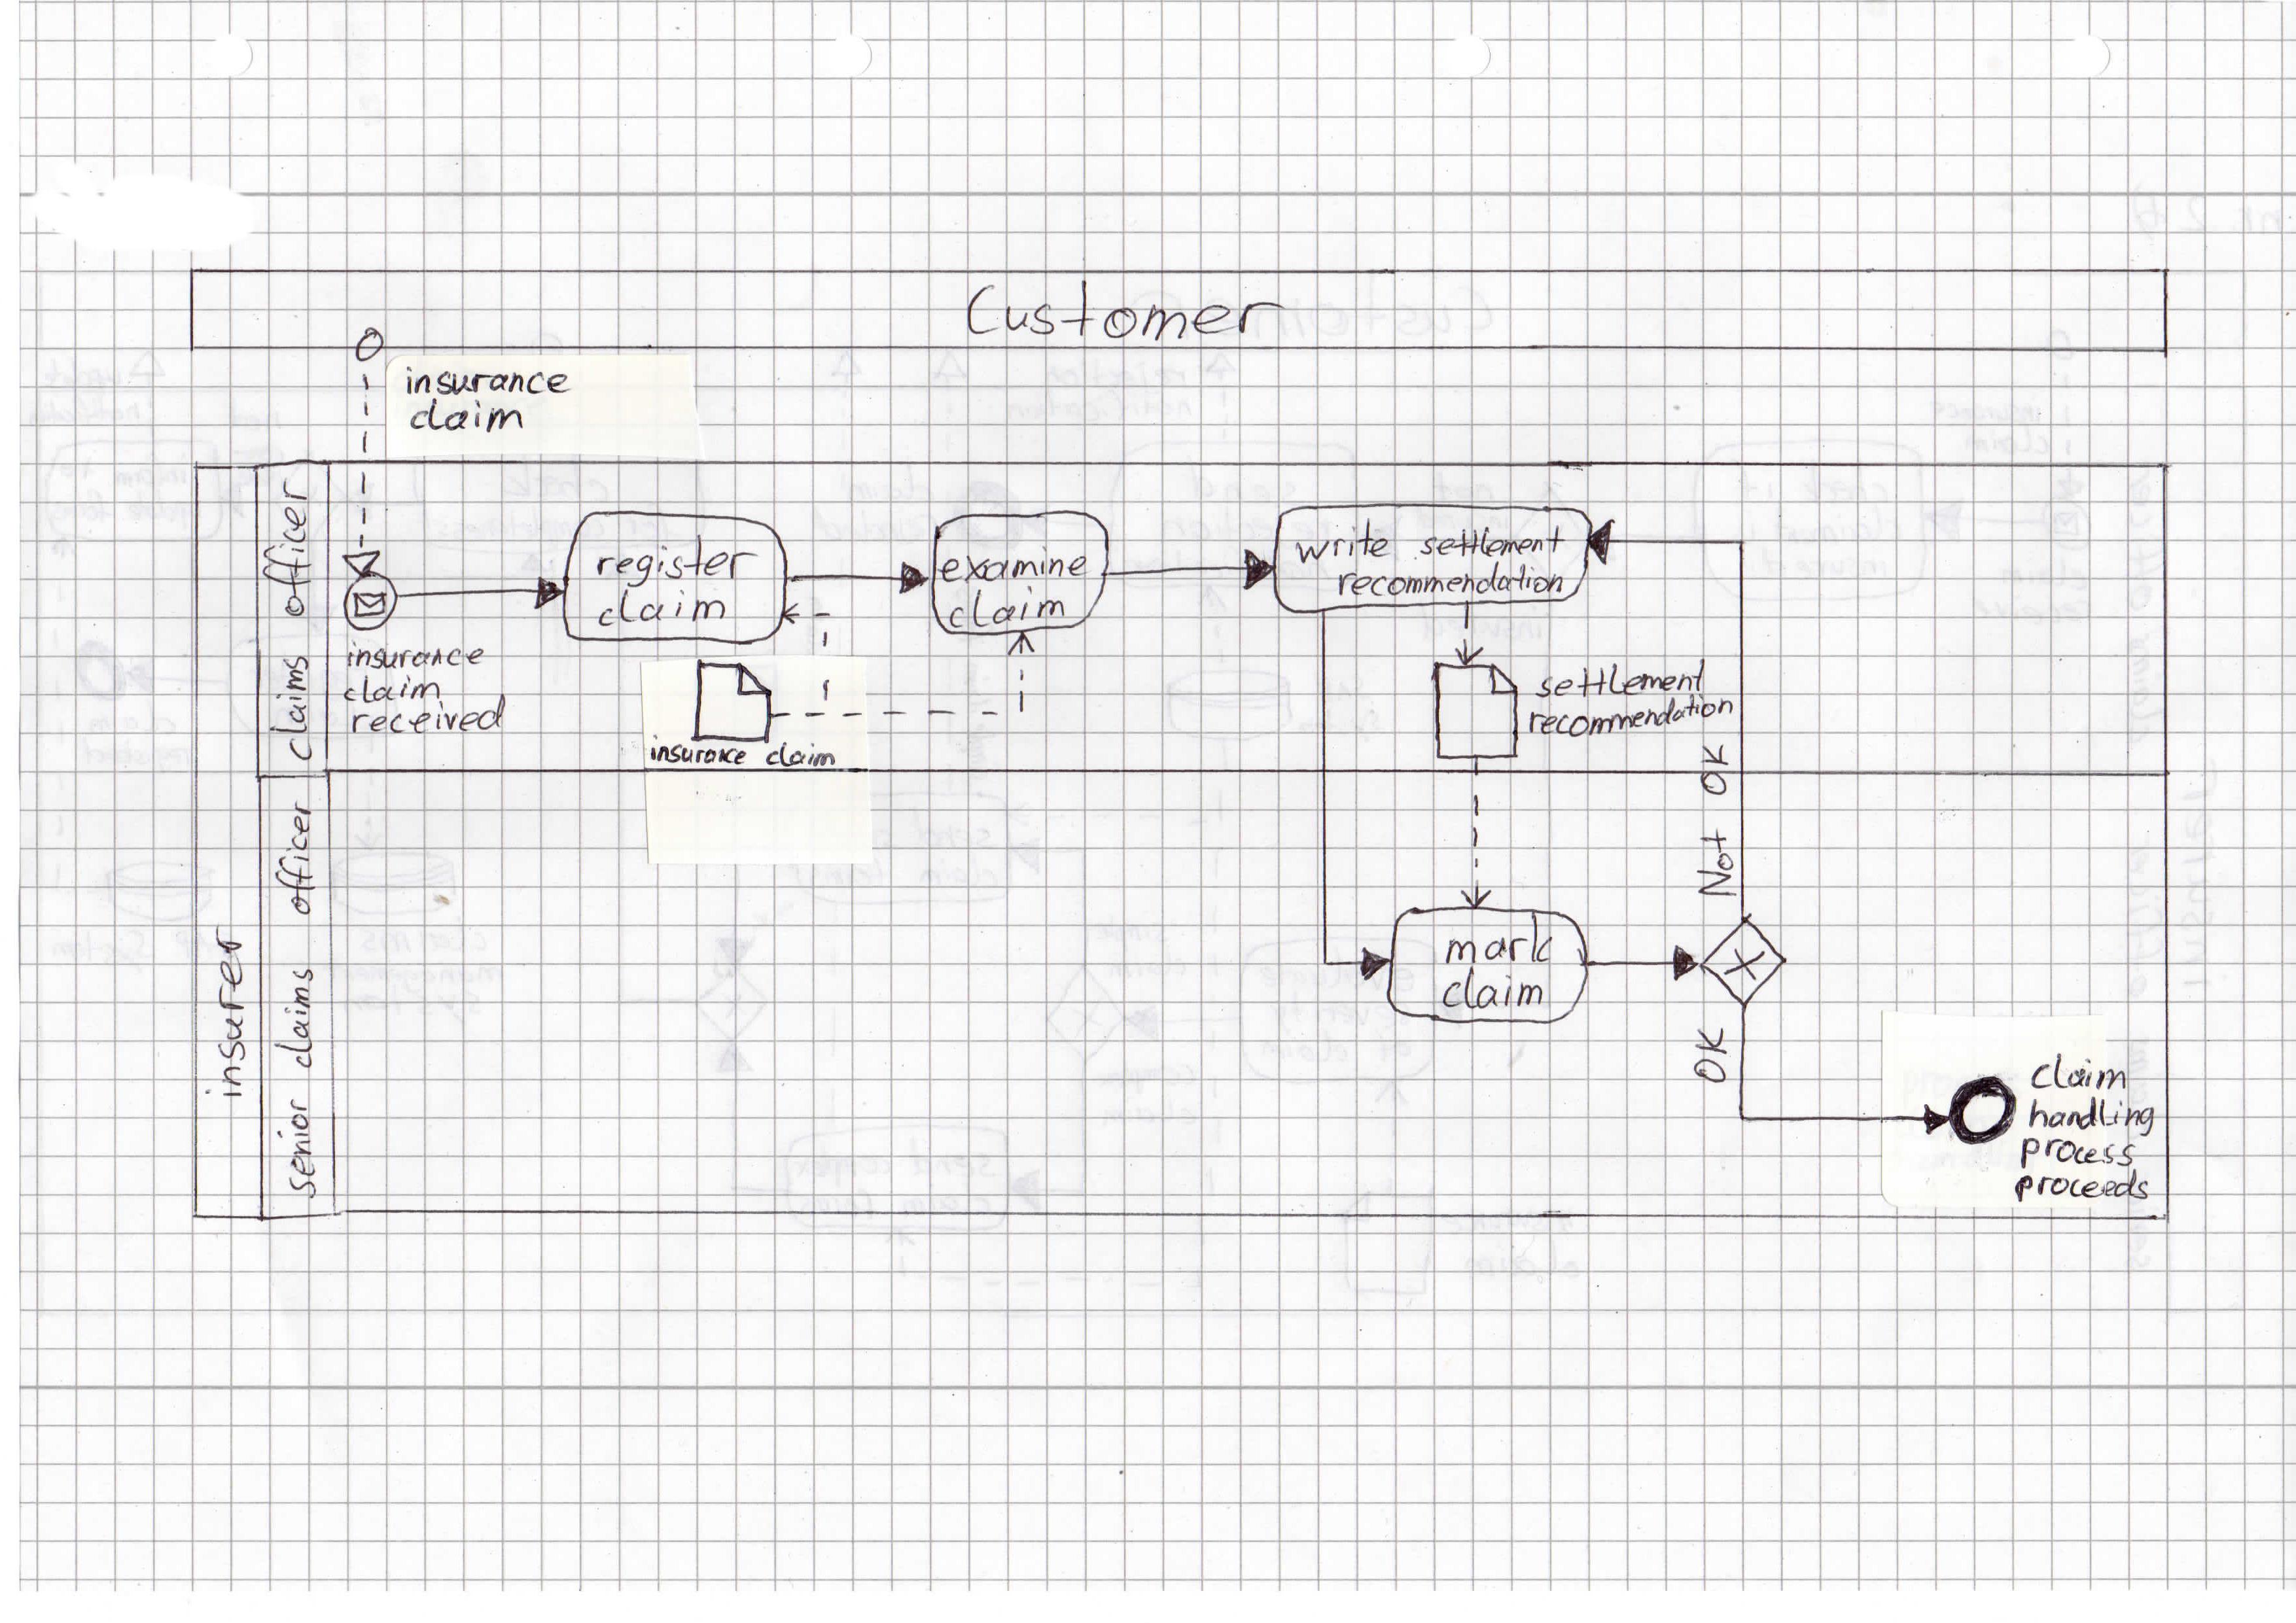 Customer
insurance
claim
insurer
claims officer
senior claims officer
insurance
claim
received
register
claim
examine
claim
write settlement
recommendation
insurance claim
settlement
recommendation
Not OK
mark
claim
X
OK
claim
handling
process
proceeds